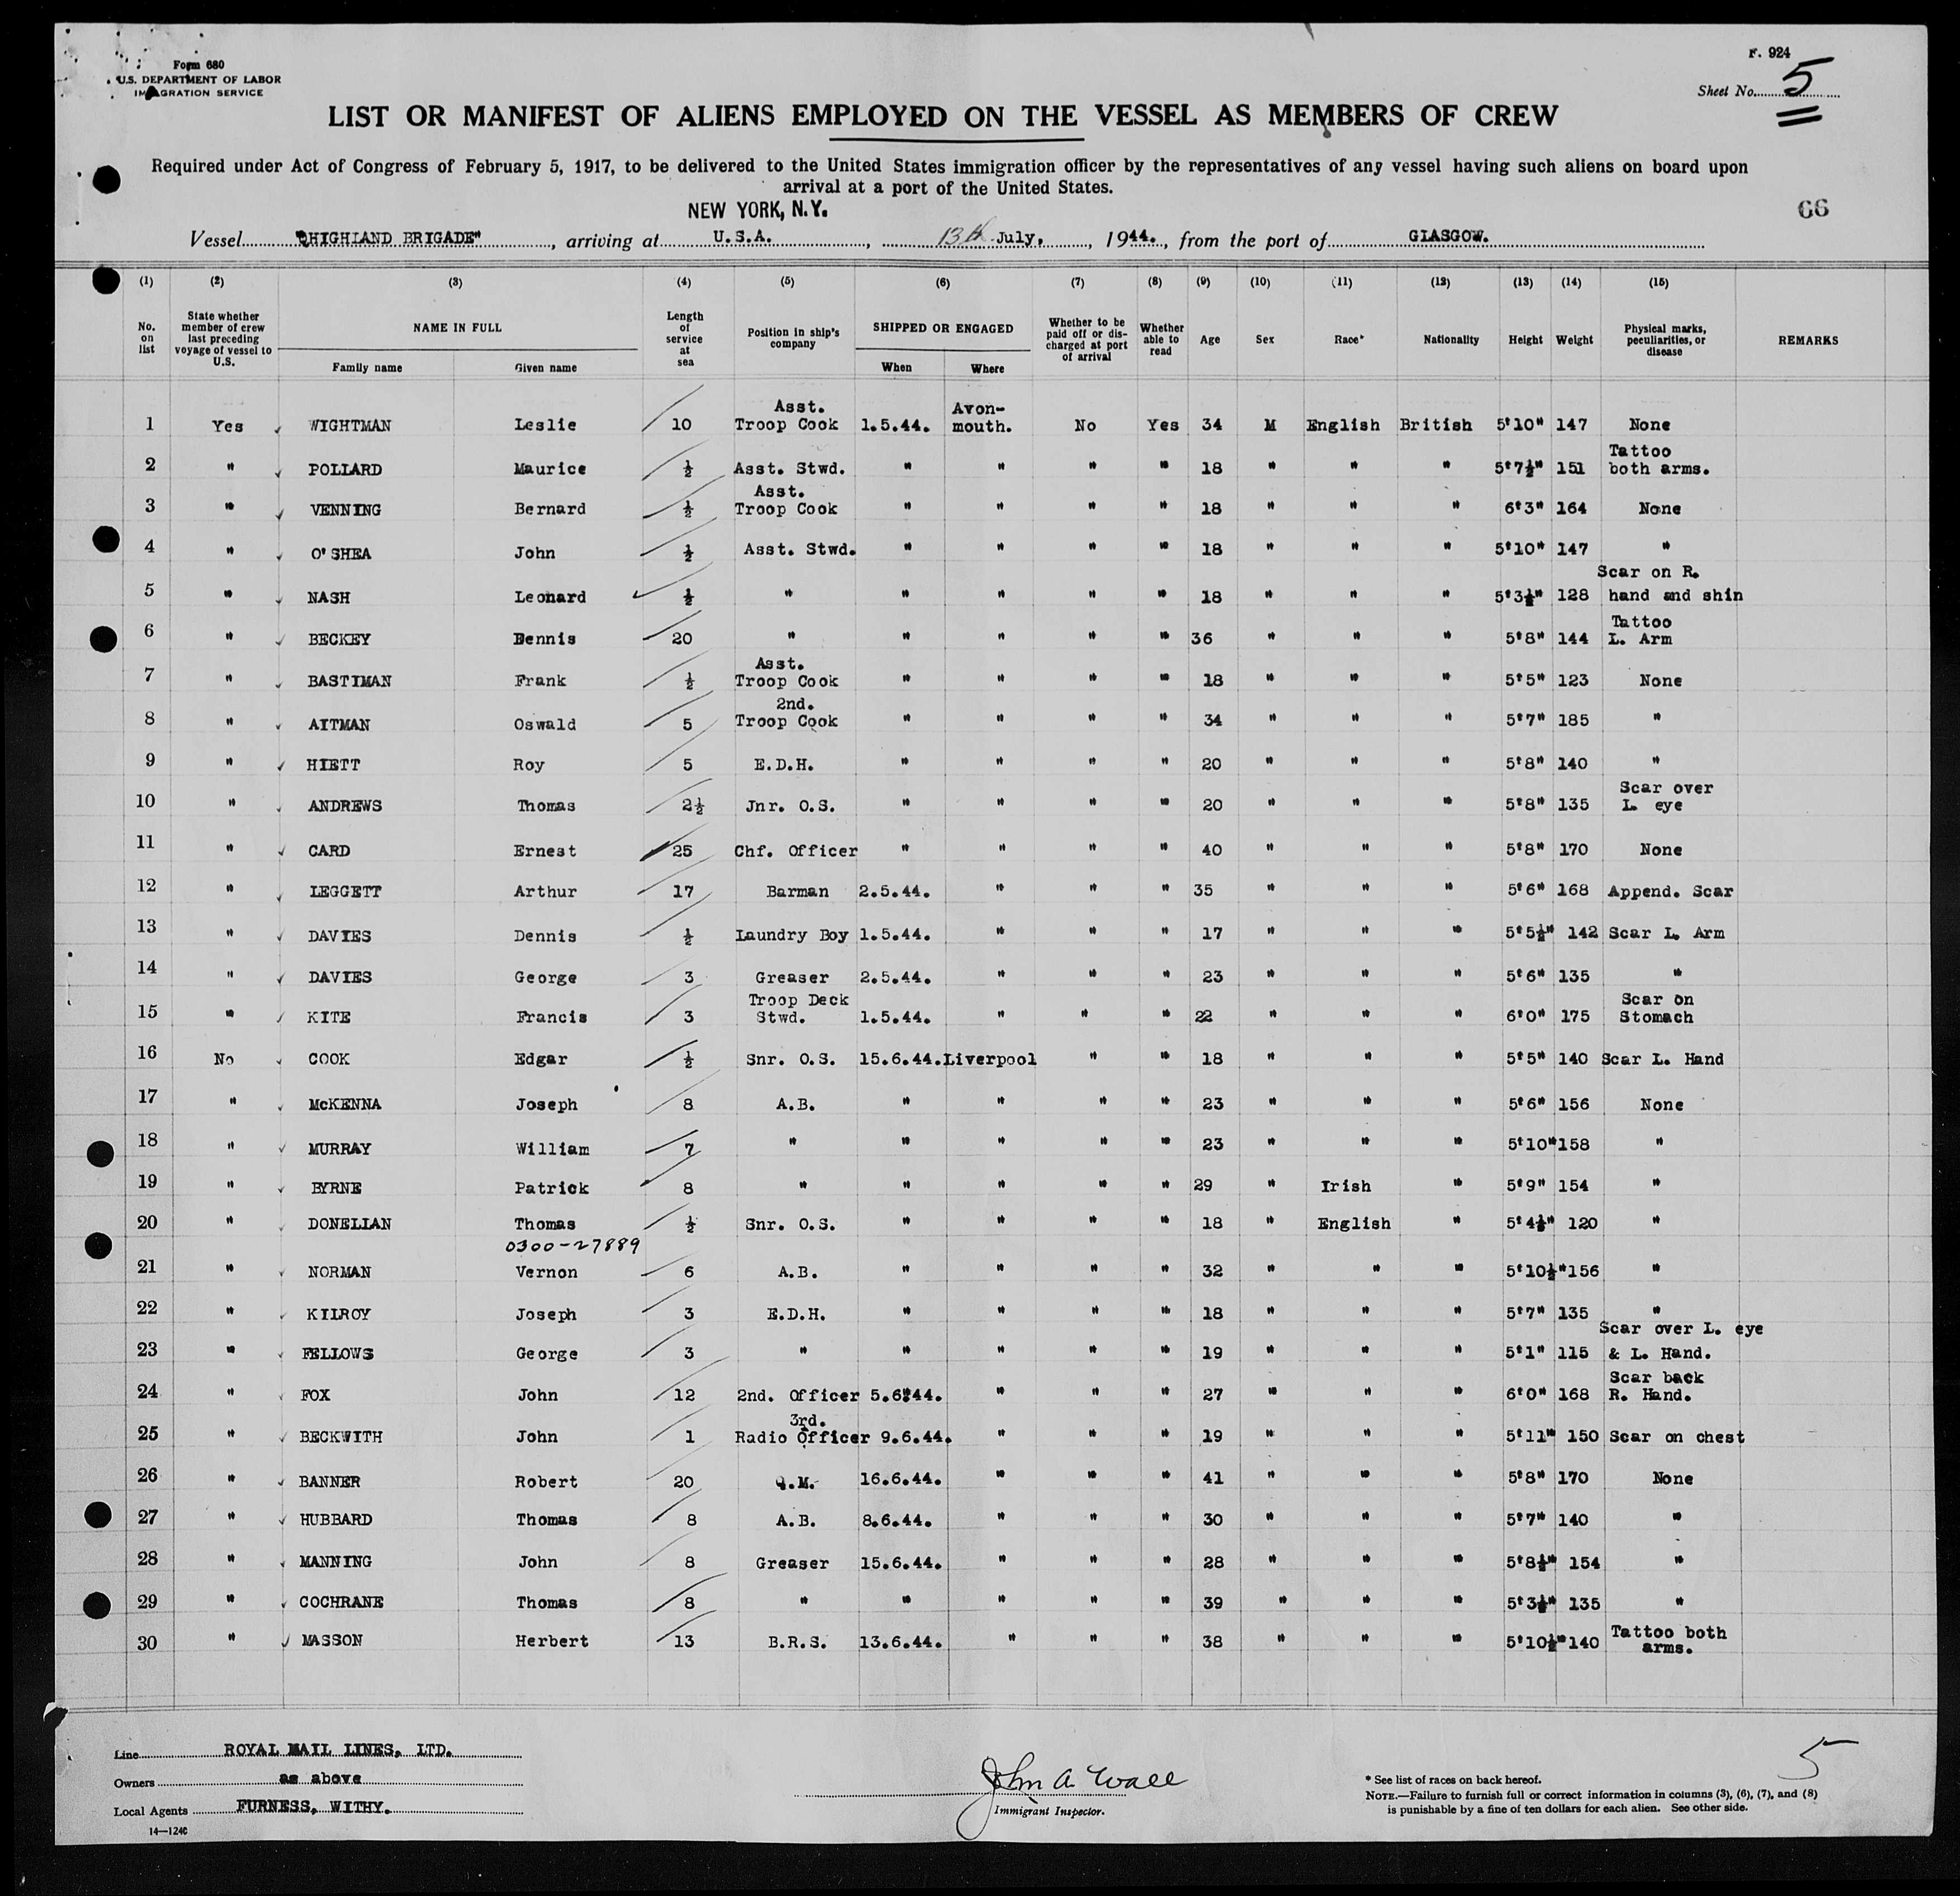 Form 680
U.S. DEPARTMENT OF LABOR
IMMIGRATION SERVICE
F. 924
Sheet No. 5
LIST OR MANIFEST OF ALIENS EMPLOYED ON THE VESSEL AS MEMBERS OF CREW
Required under Act of Congress of February 5, 1917, to be delivered to the United States immigration officer by the representatives of any vessel having such aliens on board upon
arrival at a port of the United States.
66
NEW YORK, N.Y.
Vessel "HIGHLAND BRIGADE", arriving at U.S.A., 13th July, 1944., from the port of GLASGOW.
(1) (2) (3) (4) (5) (6) (7) (8) (9) (10) (11) (12) (13) (14) (15)
No. on list
State whether member of crew last preceding voyage of vessel to U.S.
NAME IN FULL
Family name Given name
Length of service at sea
Position in ship's company
SHIPPED OR ENGAGED
When Where
Whether to be paid off or discharged at port of arrival
Whether able to read
Age Sex Race* Nationality Height Weight
Physical marks, peculiarities, or disease
REMARKS
1 Yes WIGHTMAN Leslie 10 Asst. Troop Cook 1.5.44. Avon-mouth. No Yes 34 M English British 5'10" 147 None
2 " POLLARD Maurice ½ Asst. Stwd. " " " " 18 " " " 5'7½" 151 Tattoo both arms.
3 " VENNING Bernard ½ Asst. Troop Cook " " " " 18 " " " 6'3" 164 None
4 " O'SHEA John ½ Asst. Stwd. " " " " 18 " " " 5'10" 147 "
5 " NASH Leonard ½ " " " " " 18 " " " 5'3½" 128 Scar on R. hand and shin
6 " BECKEY Dennis 20 " " " " " 36 " " " 5'8" 144 Tattoo L. Arm
7 " BASTIMAN Frank ½ Asst. Troop Cook " " " " 18 " " " 5'5" 123 None
8 " AITMAN Oswald 5 2nd. Troop Cook " " " " 34 " " " 5'7" 185 "
9 " HIETT Roy 5 E.D.H. " " " " 20 " " " 5'8" 140 "
10 " ANDREWS Thomas 2½ Jnr. O.S. " " " " 20 " " " 5'8" 135 Scar over L. eye
11 " CARD Ernest 25 Chf. Officer " " " " 40 " " " 5'8" 170 None
12 " LEGGETT Arthur 17 Barman 2.5.44. " " " 35 " " " 5'6" 168 Append. Scar
13 " DAVIES Dennis ½ Laundry Boy 1.5.44. " " " 17 " " " 5'5½" 142 Scar L. Arm
14 " DAVIES George 3 Greaser 2.5.44. " " " 23 " " " 5'6" 135 "
15 " KITE Francis 3 Troop Deck Stwd. 1.5.44. " " " 22 " " " 6'0" 175 Scar on Stomach
16 No COOK Edgar ½ Snr. O.S. 15.6.44. Liverpool " " 18 " " " 5'5" 140 Scar L. Hand
17 " McKENNA Joseph 8 A.B. " " " " 23 " " " 5'6" 156 None
18 " MURRAY William 7 " " " " " 23 " " " 5'10" 158 "
19 " BYRNE Patrick 8 " " " " " 29 " Irish " 5'9" 154 "
20 " DONELLAN Thomas ½ Snr. O.S. " " " " 18 " English " 5'4½" 120 "
0300-27889
21 " NORMAN Vernon 6 A.B. " " " " 32 " " " 5'10½" 156 "
22 " KILROY Joseph 3 E.D.H. " " " " 18 " " " 5'7" 135 "
23 " FELLOWS George 3 " " " " " 19 " " " 5'1" 115 Scar over L. eye & L. Hand.
24 " FOX John 12 2nd. Officer 5.6.44. " " " 27 " " " 6'0" 168 Scar back R. Hand.
25 " BECKWITH John 1 3rd. Radio Officer 9.6.44. " " " 19 " " " 5'11" 150 Scar on chest
26 " BANNER Robert 20 Q.M. 16.6.44. " " " 41 " " " 5'8" 170 None
27 " HUBBARD Thomas 8 A.B. 8.6.44. " " " 30 " " " 5'7" 140 "
28 " MANNING John 8 Greaser 15.6.44. " " " 28 " " " 5'8½" 154 "
29 " COCHRANE Thomas 8 " " " " " 39 " " " 5'3½" 135 "
30 " MASSON Herbert 13 B.R.S. 13.6.44. " " " 38 " " " 5'10½" 140 Tattoo both arms.
Line ROYAL MAIL LINES, LTD.
Owners as above
Local Agents FURNESS, WITHY.
14—1240
John A. Wall
Immigrant Inspector.
5
* See list of races on back hereof.
NOTE.—Failure to furnish full or correct information in columns (3), (6), (7), and (8)
is punishable by a fine of ten dollars for each alien. See other side.